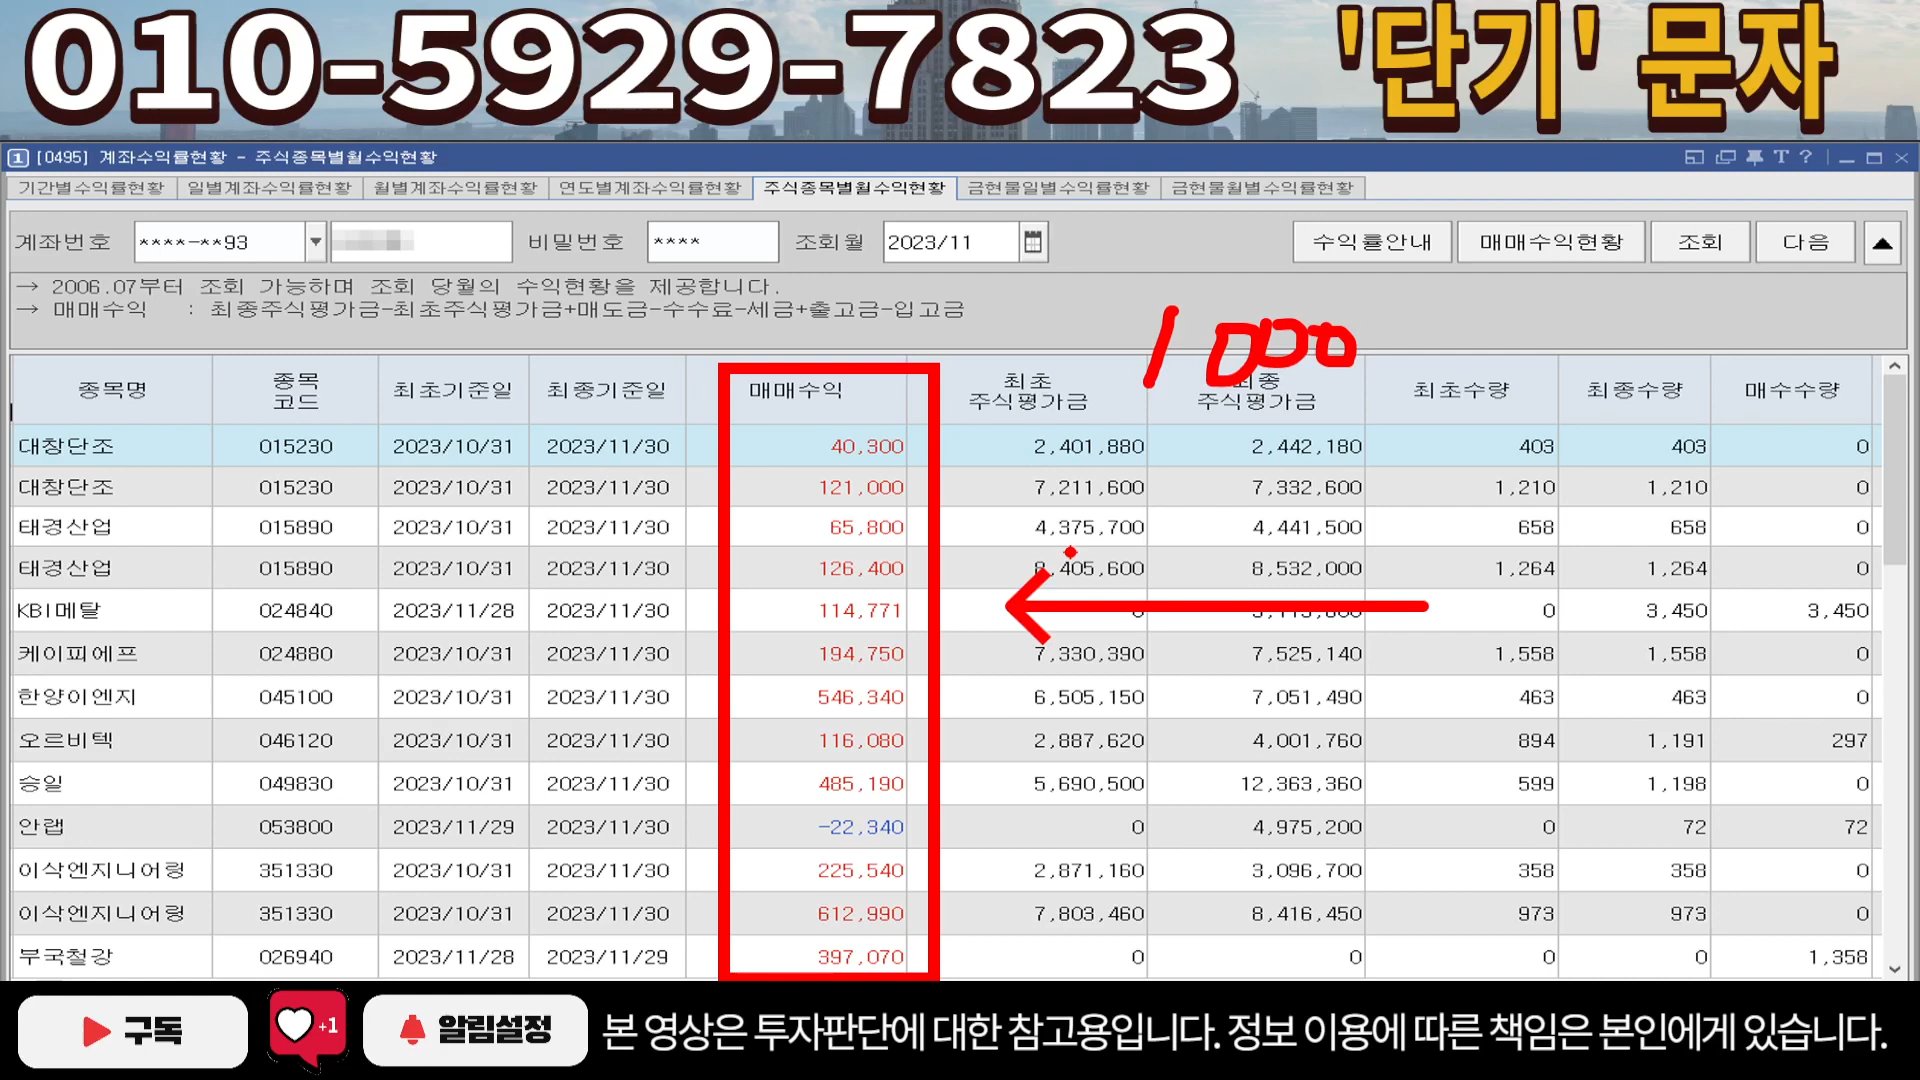 010-5929-7823 '단기' 문자
1 [0495] 계좌수익률현황 - 주식종목별월수익현황
기간별수익률현황 일별계좌수익률현황 월별계좌수익률현황 연도별계좌수익률현황 주식종목별월수익현황 금현물일별수익률현황 금현물월별수익률현황
계좌번호 ****-**93 비밀번호 **** 조회월 2023/11 수익률안내 매매수익현황 조회 다음
→ 2006.07부터 조회 가능하며 조회 당월의 수익현황을 제공합니다.
→ 매매수익 : 최종주식평가금-최초주식평가금+매도금-수수료-세금+출고금-입고금
1000
종목명 종목코드 최초기준일 최종기준일 매매수익 최초주식평가금 최종주식평가금 최초수량 최종수량 매수수량
대창단조 015230 2023/10/31 2023/11/30 40,300 2,401,880 2,442,180 403 403 0
대창단조 015230 2023/10/31 2023/11/30 121,000 7,211,600 7,332,600 1,210 1,210 0
태경산업 015890 2023/10/31 2023/11/30 65,800 4,375,700 4,441,500 658 658 0
태경산업 015890 2023/10/31 2023/11/30 126,400 8,405,600 8,532,000 1,264 1,264 0
KBI메탈 024840 2023/11/28 2023/11/30 114,771 0 0 3,450 3,450
케이피에프 024880 2023/10/31 2023/11/30 194,750 7,330,390 7,525,140 1,558 1,558 0
한양이엔지 045100 2023/10/31 2023/11/30 546,340 6,505,150 7,051,490 463 463 0
오르비텍 046120 2023/10/31 2023/11/30 116,080 2,887,620 4,001,760 894 1,191 297
승일 049830 2023/10/31 2023/11/30 485,190 5,690,500 12,363,360 599 1,198 0
안랩 053800 2023/11/29 2023/11/30 -22,340 0 4,975,200 0 72 72
이삭엔지니어링 351330 2023/10/31 2023/11/30 225,540 2,871,160 3,096,700 358 358 0
이삭엔지니어링 351330 2023/10/31 2023/11/30 612,990 7,803,460 8,416,450 973 973 0
부국철강 026940 2023/11/28 2023/11/29 397,070 0 0 0 0 1,358
구독 +1 알림설정 본 영상은 투자판단에 대한 참고용입니다. 정보 이용에 따른 책임은 본인에게 있습니다.